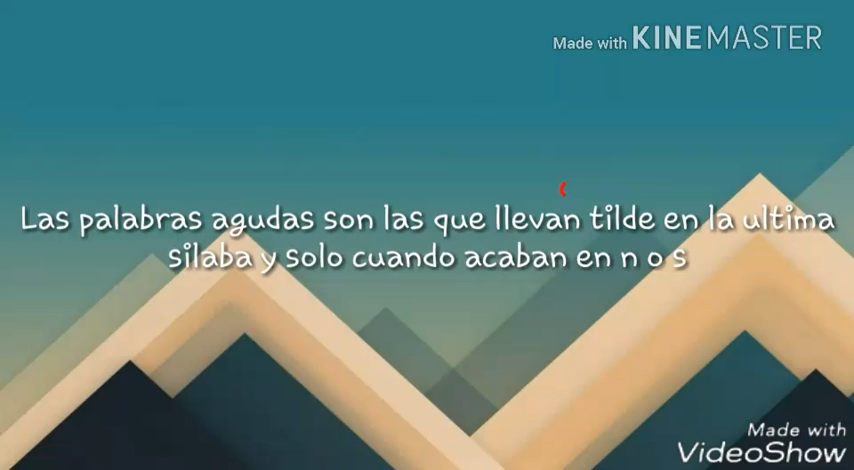 Made with KINEMASTER
Las palabras agudas son las que llevan tilde en la ultima
silaba y solo cuando acaban en n o s
Made with
VideoShow